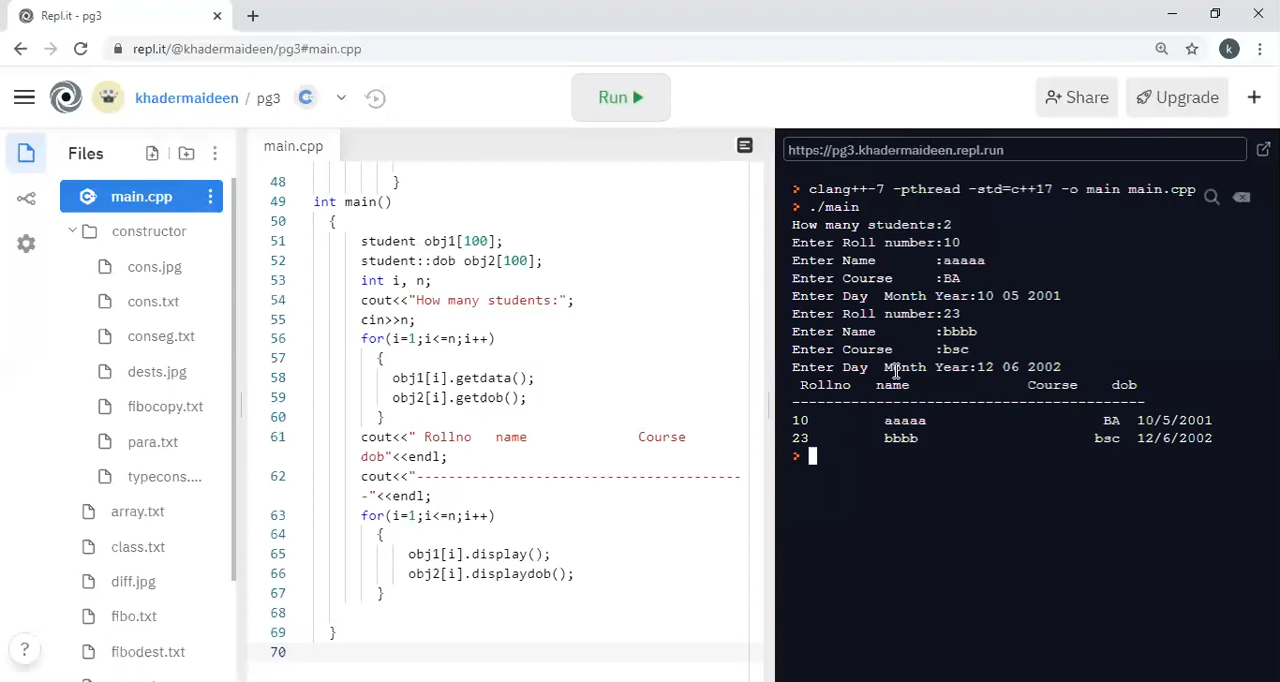 Repl.it - pg3
repl.it/@khadermaideen/pg3#main.cpp
k
khadermaideen / pg3
Run
Share
Upgrade
Files
main.cpp
constructor
cons.jpg
cons.txt
conseg.txt
dests.jpg
fibocopy.txt
para.txt
typecons....
array.txt
class.txt
diff.jpg
fibo.txt
fibodest.txt
?
main.cpp
48 }
49 int main()
50 {
51 student obj1[100];
52 student::dob obj2[100];
53 int i, n;
54 cout<<"How many students:";
55 cin>>n;
56 for(i=1;i<=n;i++)
57 {
58 obj1[i].getdata();
59 obj2[i].getdob();
60 }
61 cout<<" Rollno   name              Course
dob"<<endl;
62 cout<<"---------------------------------------
-"<<endl;
63 for(i=1;i<=n;i++)
64 {
65 obj1[i].display();
66 obj2[i].displaydob();
67 }
68
69 }
70
https://pg3.khadermaideen.repl.run
> clang++-7 -pthread -std=c++17 -o main main.cpp
> ./main
How many students:2
Enter Roll number:10
Enter Name       :aaaaa
Enter Course     :BA
Enter Day  Month Year:10 05 2001
Enter Roll number:23
Enter Name       :bbbb
Enter Course     :bsc
Enter Day  Month Year:12 06 2002
Rollno   name              Course    dob
------------------------------------------
10         aaaaa                     BA  10/5/2001
23         bbbb                     bsc  12/6/2002
>